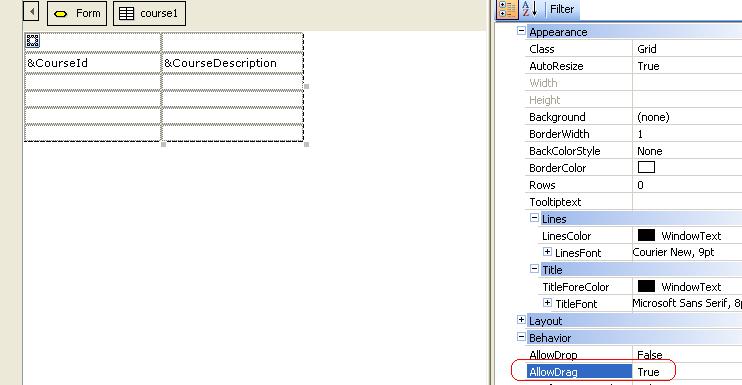 Form course1
&CourseId &CourseDescription
Filter
Appearance
Class Grid
AutoResize True
Width
Height
Background (none)
BorderWidth 1
BackColorStyle None
BorderColor
Rows 0
Tooltiptext
Lines
LinesColor WindowText
LinesFont Courier New, 9pt
Title
TitleForeColor WindowText
TitleFont Microsoft Sans Serif, 8p
Layout
Behavior
AllowDrop False
AllowDrag True